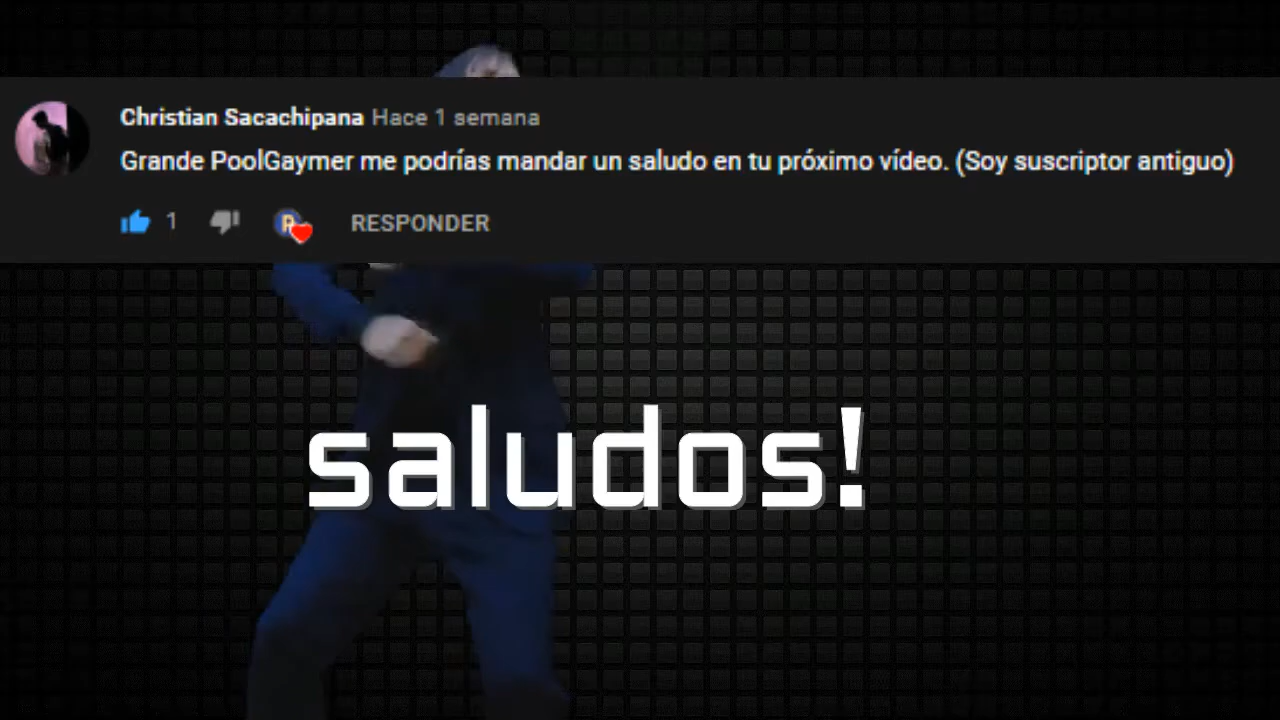 Christian Sacachipana Hace 1 semana
Grande PoolGaymer me podrías mandar un saludo en tu próximo vídeo. (Soy suscriptor antiguo)
1 RESPONDER
saludos!